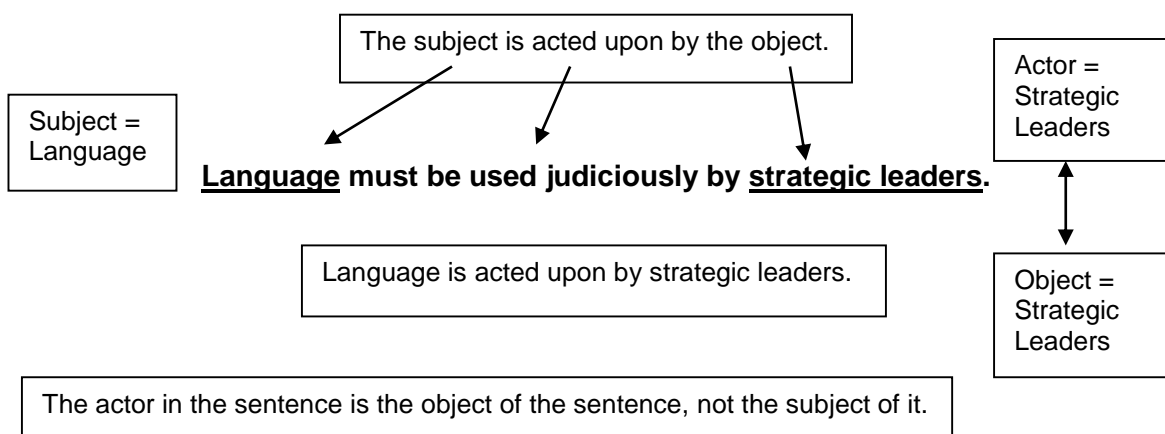 The subject is acted upon by the object.
Actor =
Strategic
Leaders
Subject =
Language
Language must be used judiciously by strategic leaders.
Language is acted upon by strategic leaders.
Object =
Strategic
Leaders
The actor in the sentence is the object of the sentence, not the subject of it.